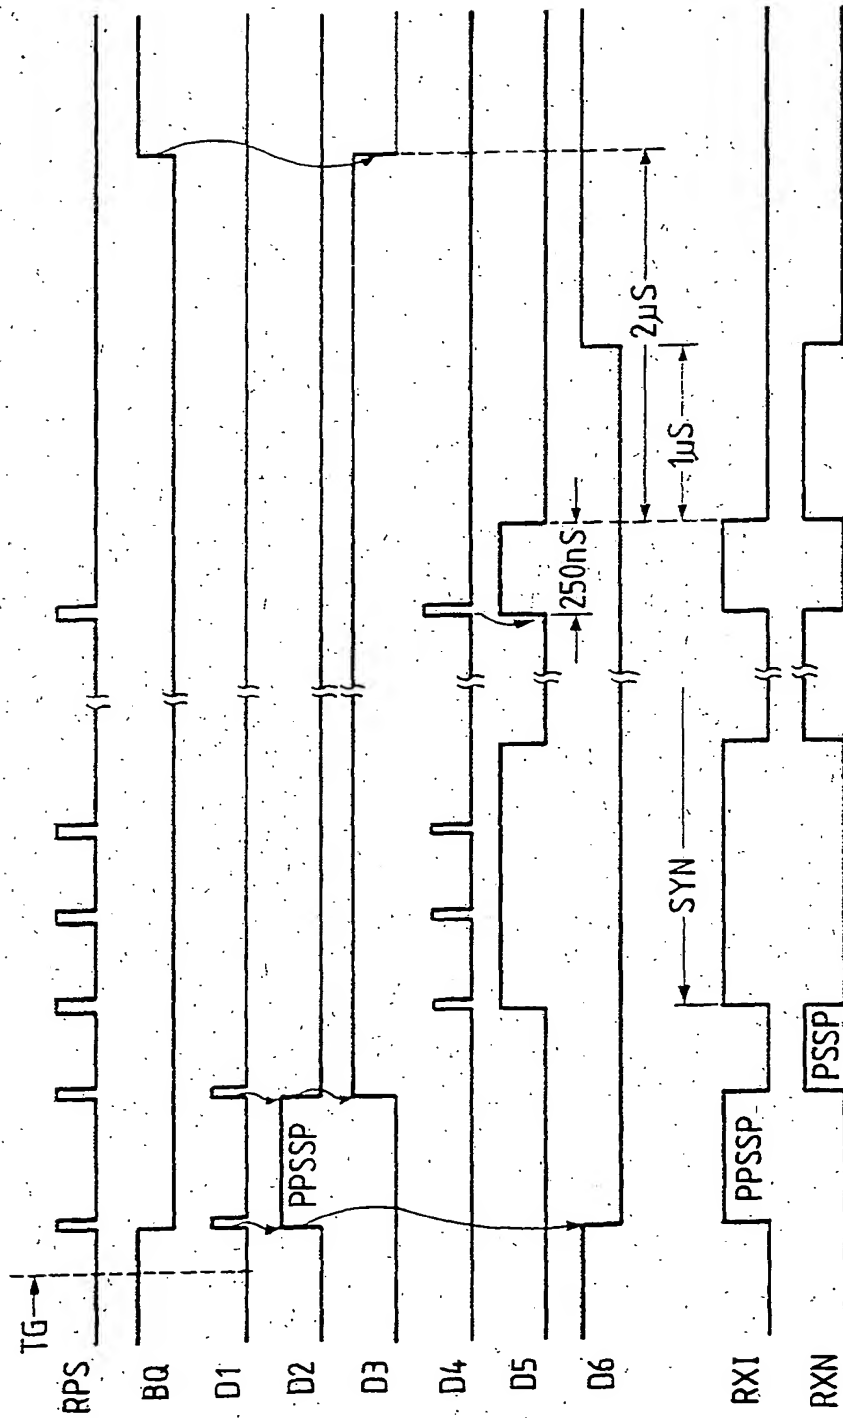 TG
RPS
BQ
D1
D2
PPSSP
D3
D4
D5
250nS
D6
2µS
1µS
SYN
RXI
PPSSP
RXN
PSSP